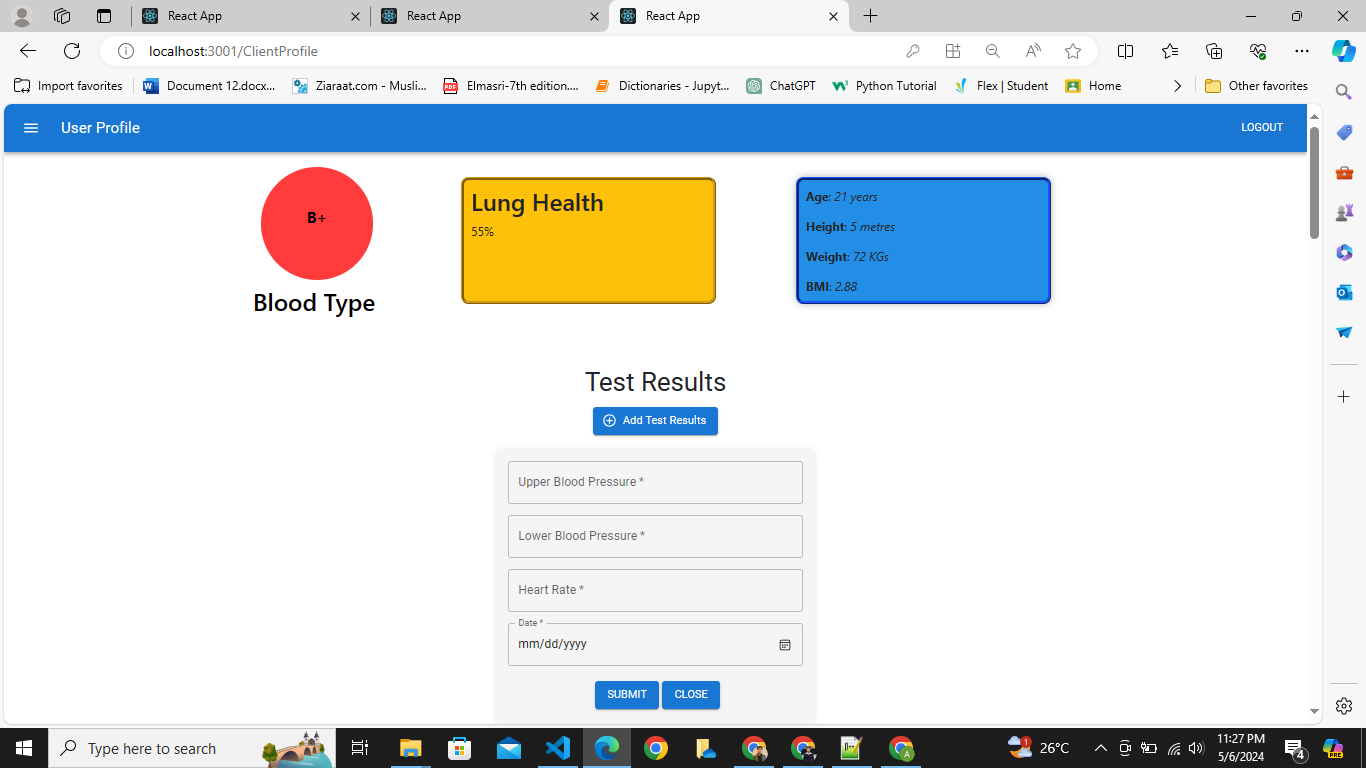 React App
React App
React App
localhost:3001/ClientProfile
Import favorites
Document 12.docx...
Ziaraat.com - Musli...
Elmasri-7th edition....
Dictionaries - Jupyt...
ChatGPT
Python Tutorial
Flex | Student
Home
Other favorites
User Profile
LOGOUT
B+
Blood Type
Lung Health
55%
Age: 21 years
Height: 5 metres
Weight: 72 KGs
BMI: 2.88
Test Results
Add Test Results
Upper Blood Pressure *
Lower Blood Pressure *
Heart Rate *
Date *
mm/dd/yyyy
SUBMIT
CLOSE
Type here to search
26°C
11:27 PM
5/6/2024
4